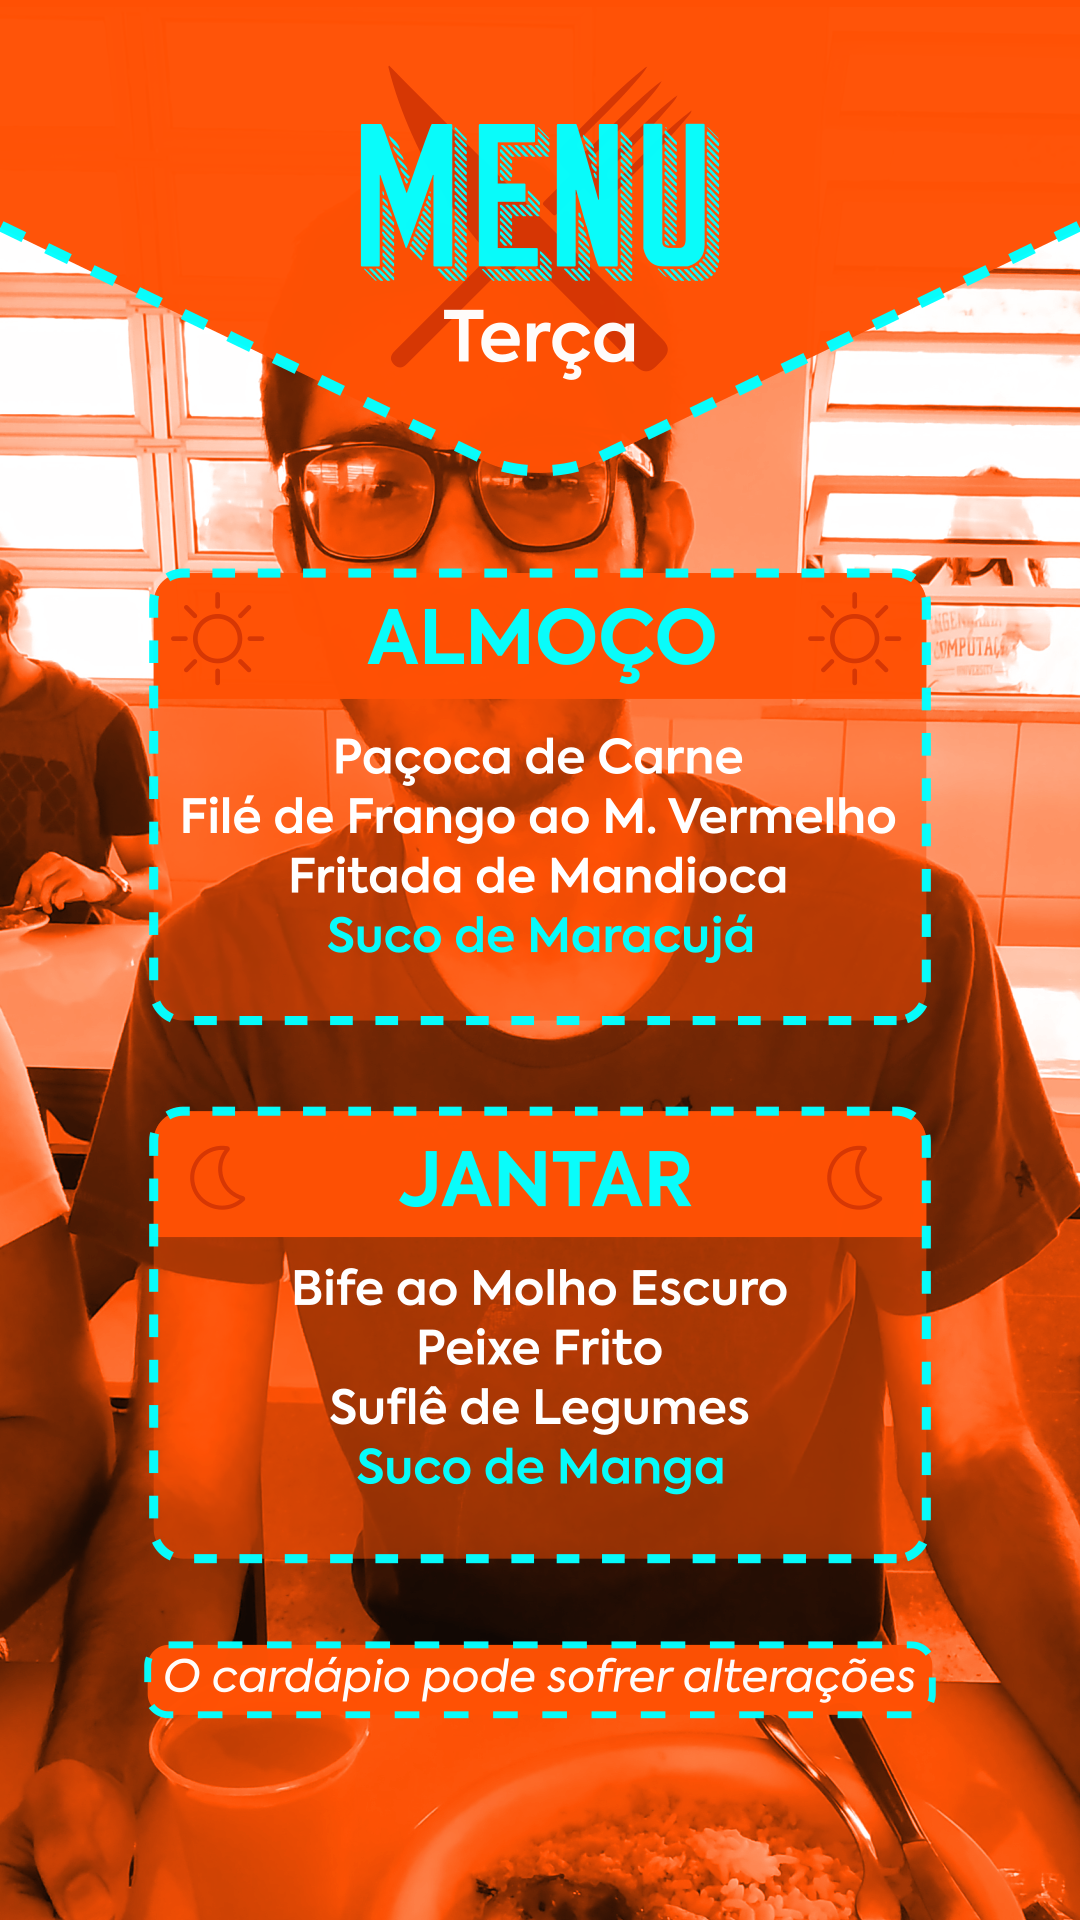 MENU
Terça
ALMOÇO
Paçoca de Carne
Filé de Frango ao M. Vermelho
Fritada de Mandioca
Suco de Maracujá
JANTAR
Bife ao Molho Escuro
Peixe Frito
Suflê de Legumes
Suco de Manga
O cardápio pode sofrer alterações